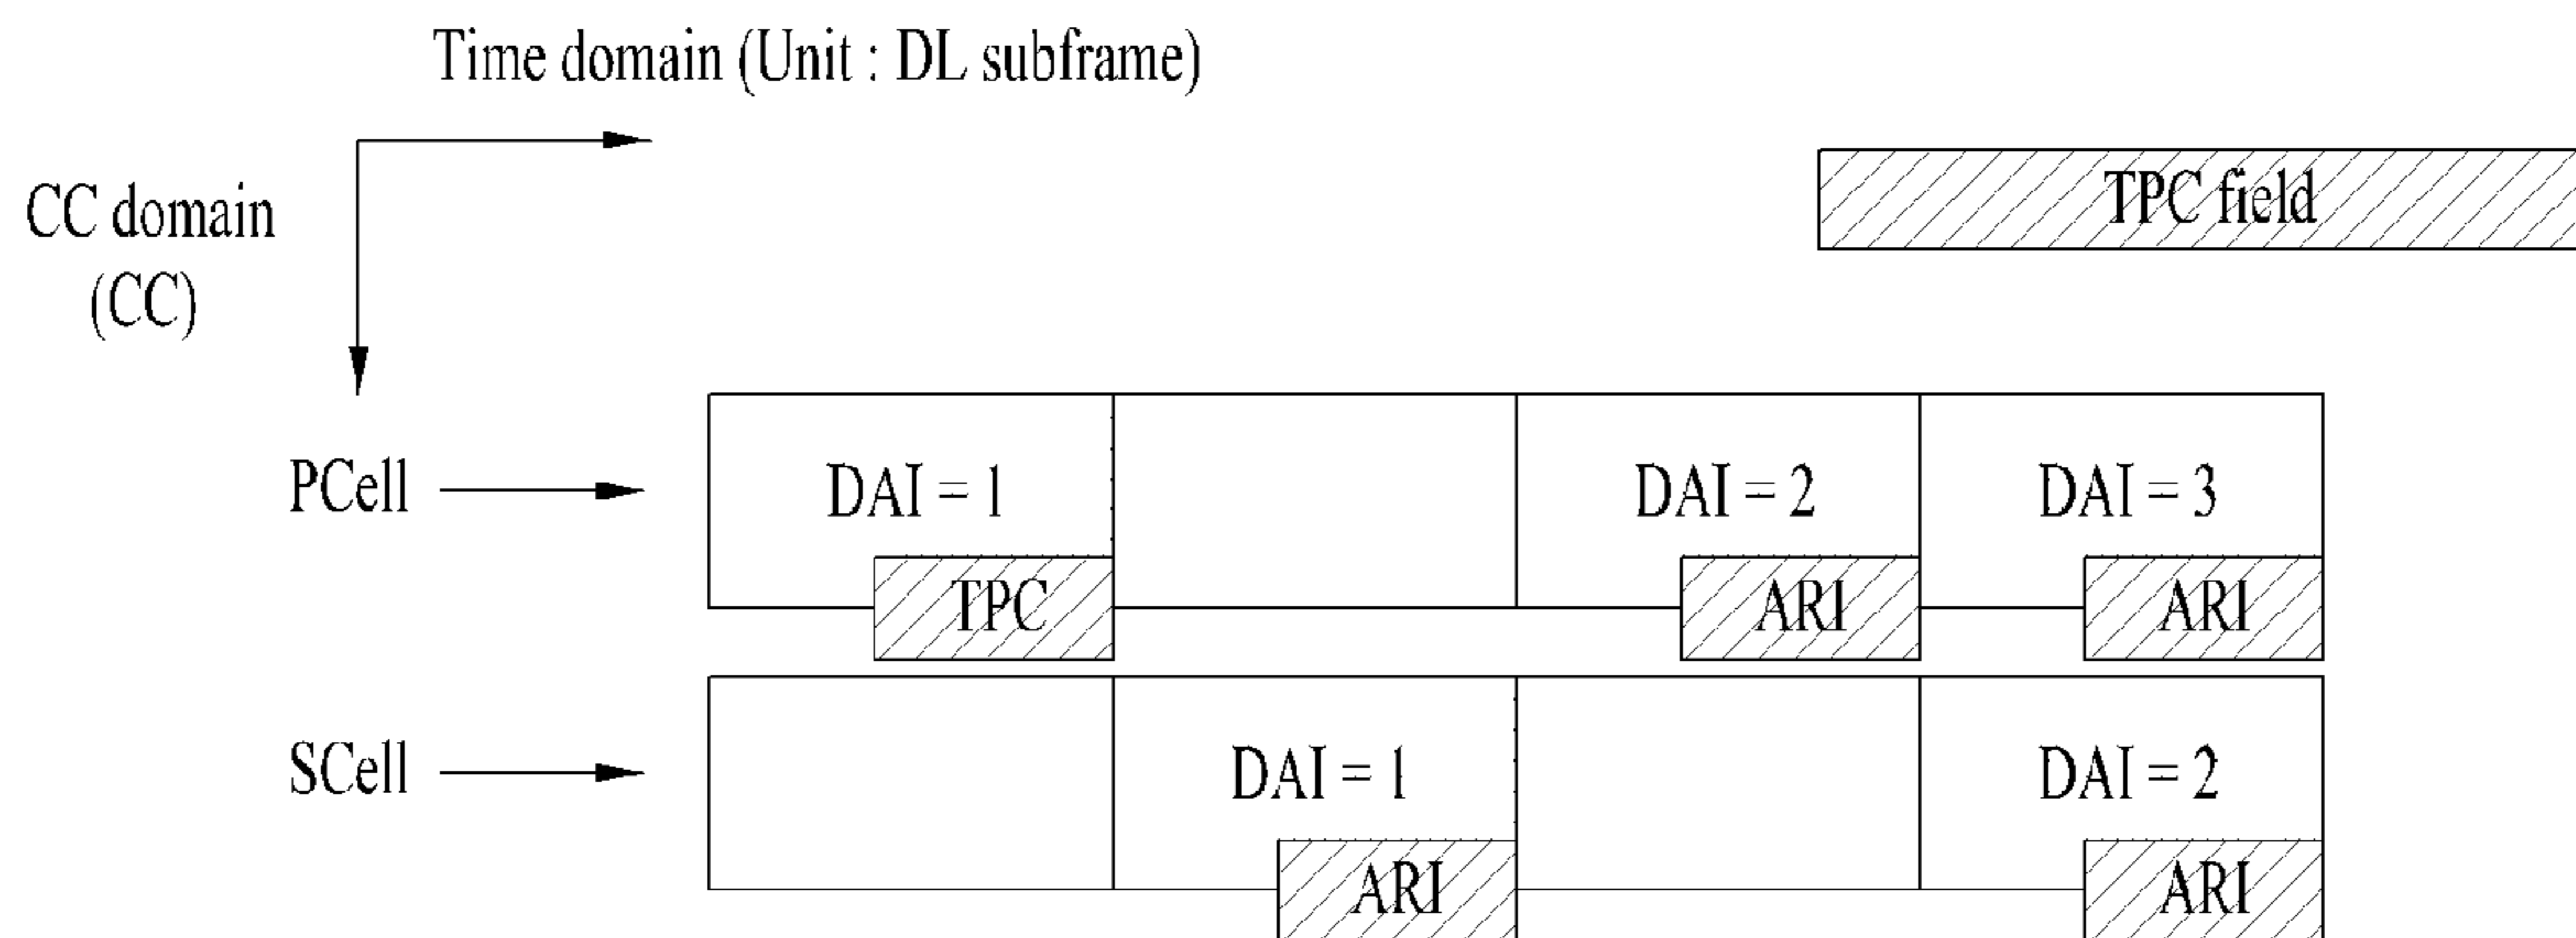 Time domain (Unit : DL subframe)
CC domain
(CC)
TPC field
PCell
DAI = 1
DAI = 2
DAI = 3
TPC
ARI
ARI
SCell
DAI = 1
DAI = 2
ARI
ARI